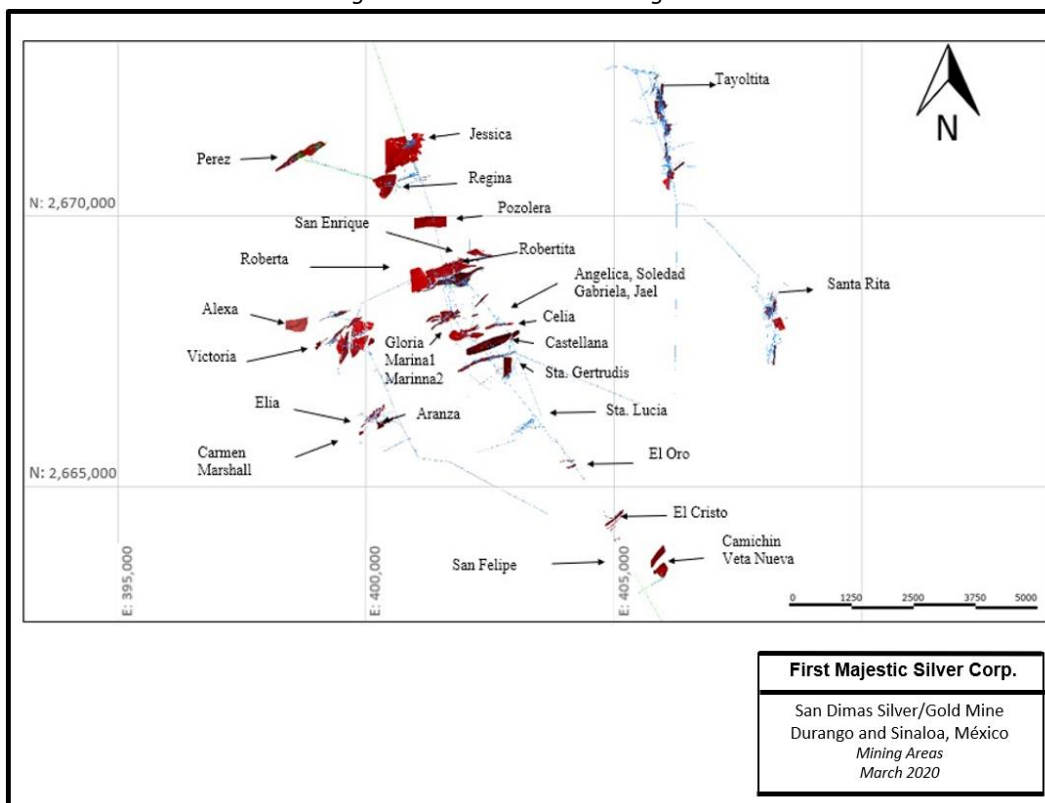 Tayoltita
N
Jessica
Perez
Regina
N: 2,670,000
Pozolera
San Enrique
Robertita
Roberta
Angelica, Soledad
Gabriela, Jael
Santa Rita
Alexa
Celia
Victoria
Gloria
Marina1
Marinna2
Castellana
Sta. Gertrudis
Elia
Aranza
Sta. Lucia
Carmen
Marshall
El Oro
N: 2,665,000
El Cristo
San Felipe
Camichin
Veta Nueva
E: 395,000
E: 400,000
E: 405,000
0 1250 2500 3750 5000
First Majestic Silver Corp.
San Dimas Silver/Gold Mine
Durango and Sinaloa, México
Mining Areas
March 2020